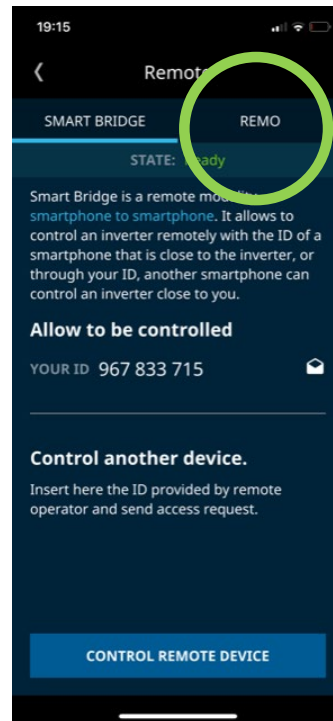 19:15
Remote
SMART BRIDGE
REMO
STATE: Ready
Smart Bridge is a remote modality
smartphone to smartphone. It allows to
control an inverter remotely with the ID of a
smartphone that is close to the inverter, or
through your ID, another smartphone can
control an inverter close to you.
Allow to be controlled
YOUR ID 967 833 715
Control another device.
Insert here the ID provided by remote
operator and send access request.
CONTROL REMOTE DEVICE